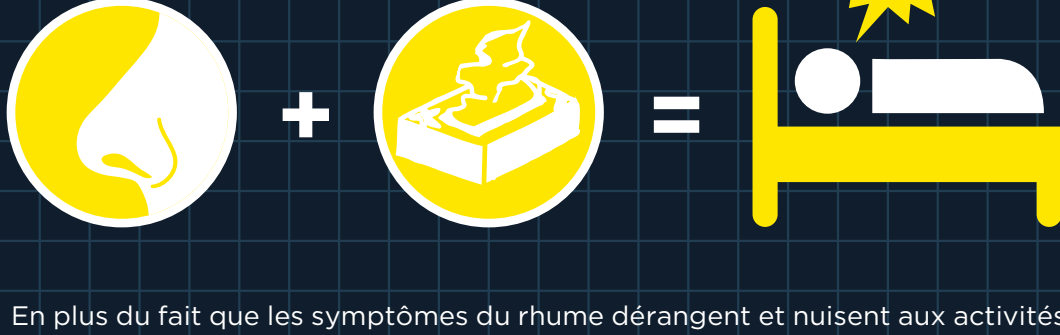 + =
En plus du fait que les symptômes du rhume dérangent et nuisent aux activités